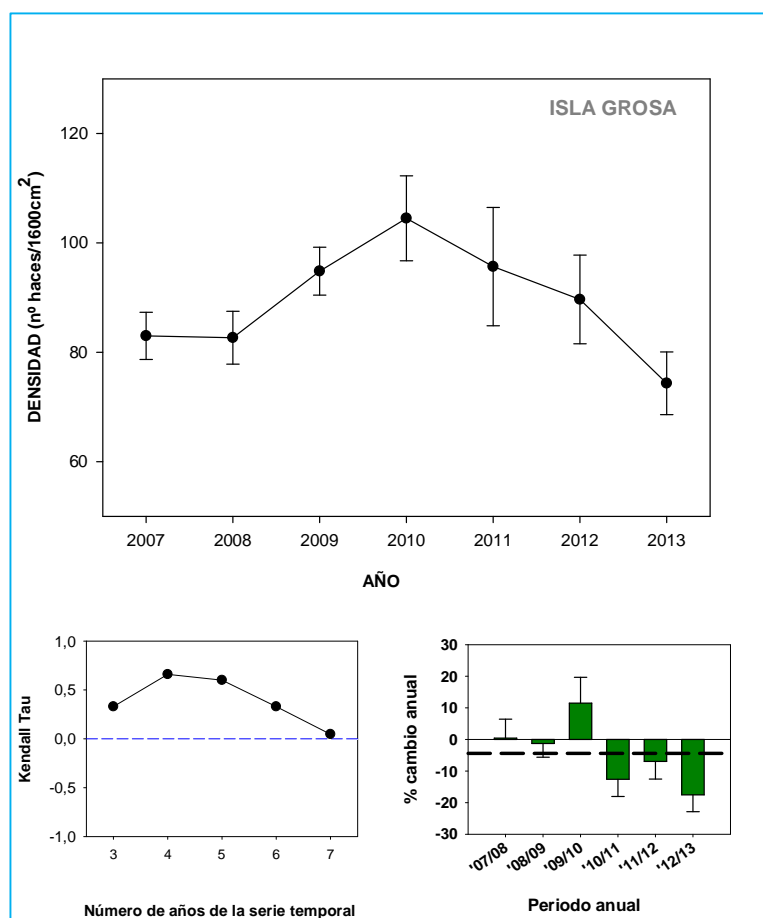 ISLA GROSA
DENSIDAD (nº haces/1600cm²)
120
100
80
60
2007 2008 2009 2010 2011 2012 2013
AÑO
Kendall Tau
1,0
0,5
0,0
-0,5
-1,0
3 4 5 6 7
Número de años de la serie temporal
% cambio anual
30
20
10
0
-10
-20
-30
'07/08 '08/09 '09/10 '10/11 '11/12 '12/13
Periodo anual